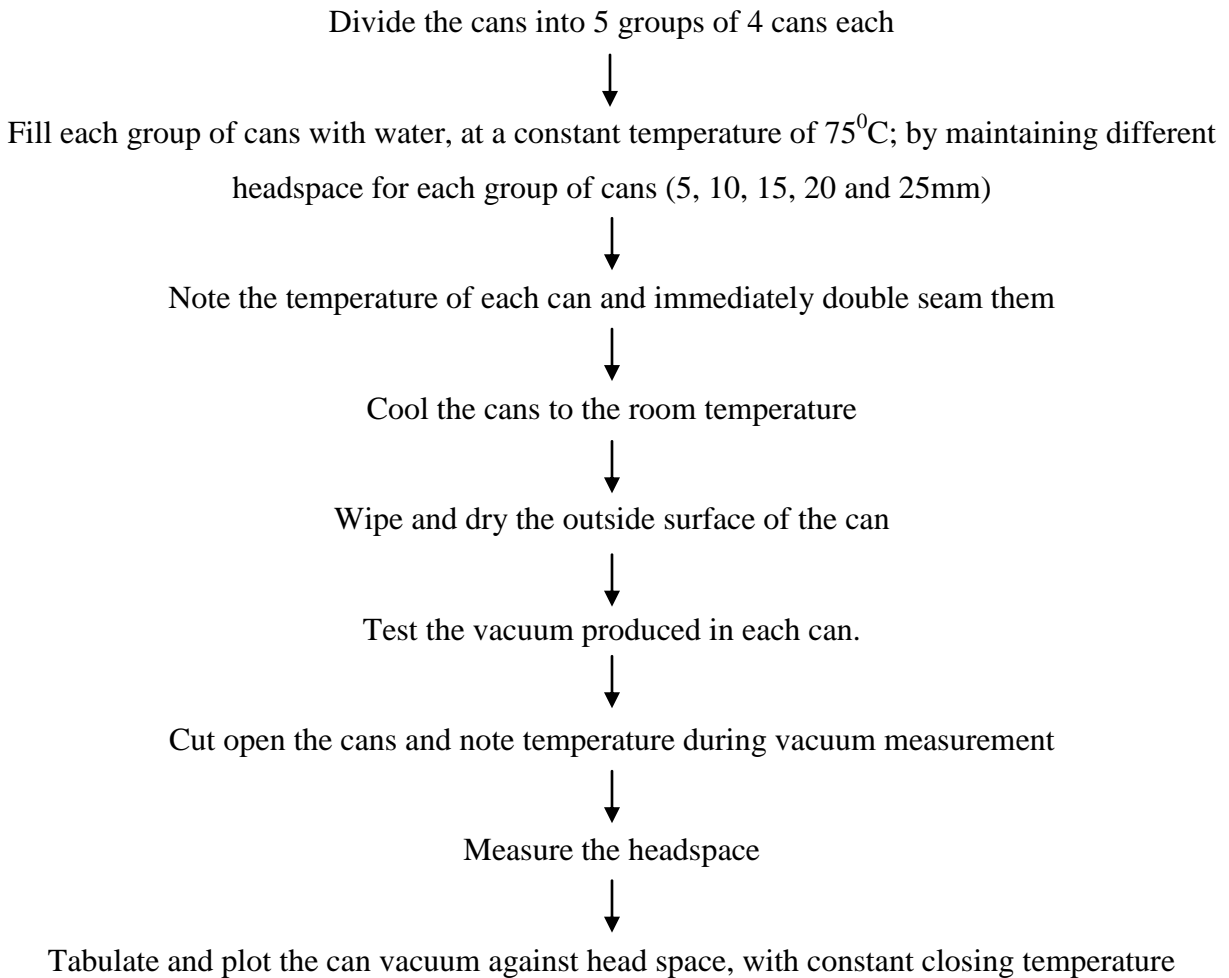 Divide the cans into 5 groups of 4 cans each
Fill each group of cans with water, at a constant temperature of 75⁰C; by maintaining different
headspace for each group of cans (5, 10, 15, 20 and 25mm)
Note the temperature of each can and immediately double seam them
Cool the cans to the room temperature
Wipe and dry the outside surface of the can
Test the vacuum produced in each can.
Cut open the cans and note temperature during vacuum measurement
Measure the headspace
Tabulate and plot the can vacuum against head space, with constant closing temperature